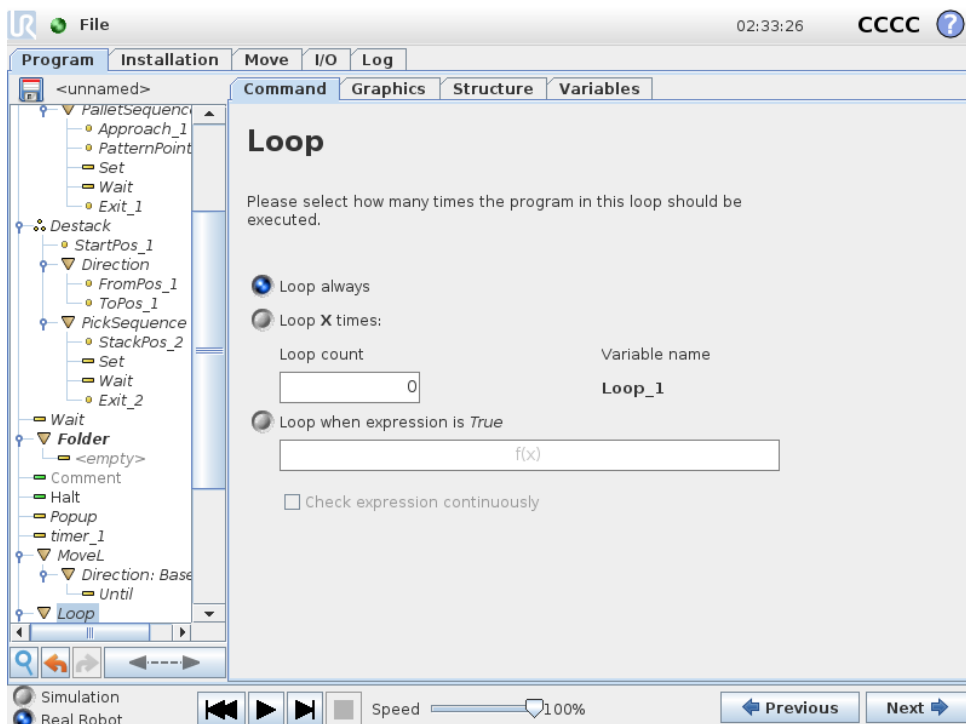 UR File 02:33:26 CCCC ?
Program Installation Move I/O Log
<unnamed> Command Graphics Structure Variables
PalletSequenc
Approach_1
PatternPoint
Set
Wait
Exit_1
Destack
StartPos_1
Direction
FromPos_1
ToPos_1
PickSequence
StackPos_2
Set
Wait
Exit_2
Wait
Folder
<empty>
Comment
Halt
Popup
timer_1
MoveL
Direction: Base
Until
Loop
Loop
Please select how many times the program in this loop should be
executed.
Loop always
Loop X times:
Loop count Variable name
0 Loop_1
Loop when expression is True
f(x)
Check expression continuously
Simulation
Real Robot
Speed 100% Previous Next